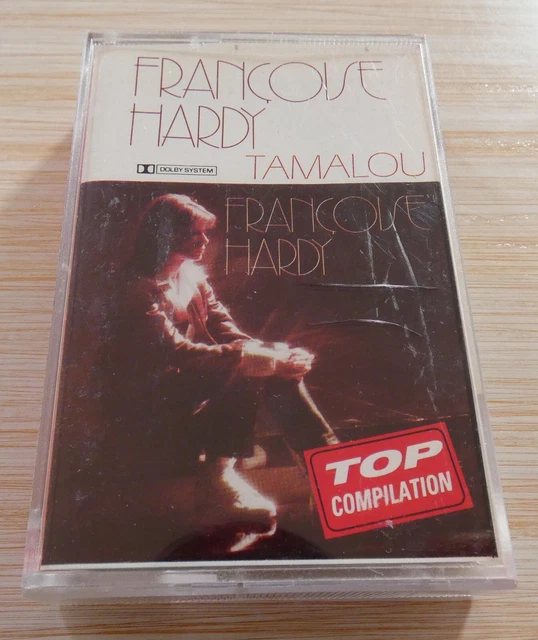 FRANÇOISE
HARDY
DOLBY SYSTEM
TAMALOU
FRANÇOISE
HARDY
TOP
COMPILATION